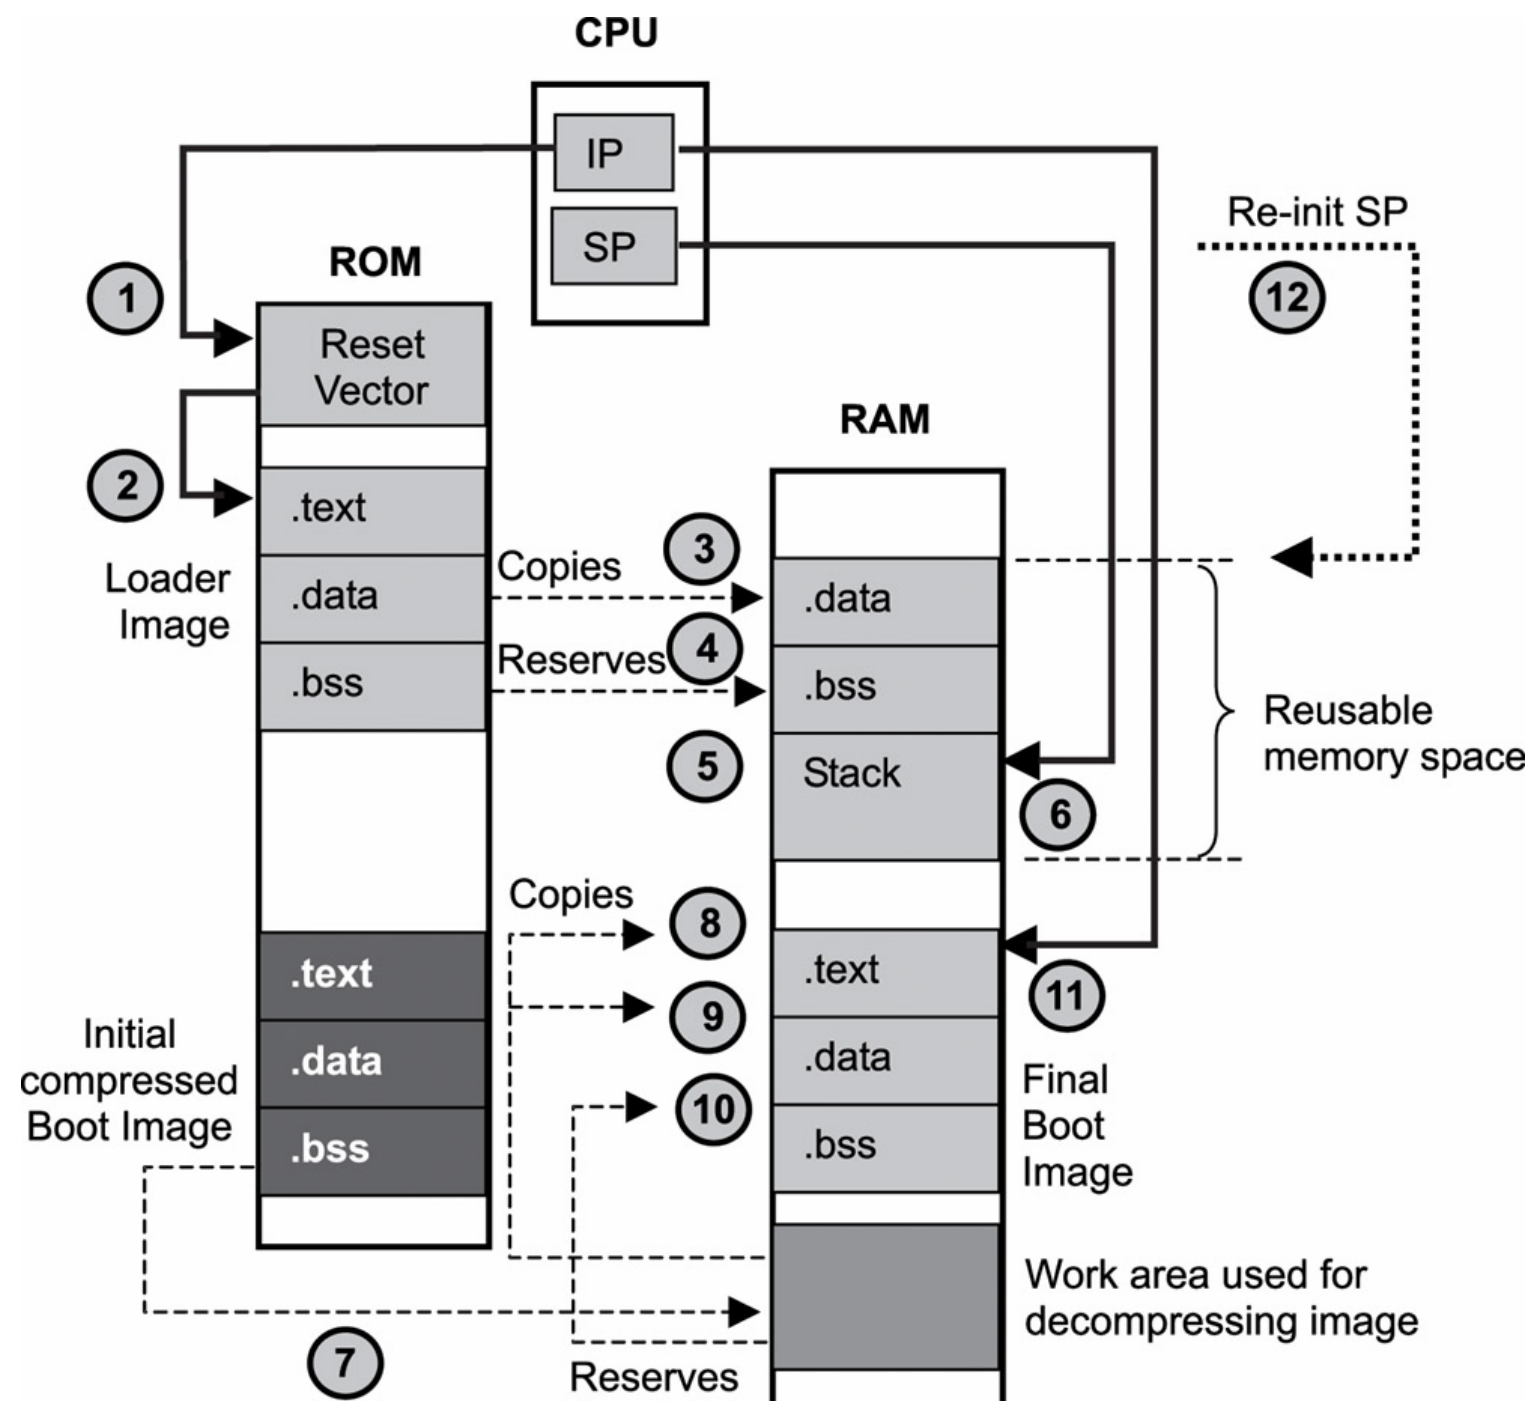 CPU
IP
SP
Re-init SP
12
ROM
1
Reset
Vector
RAM
2
.text
Loader
Image
Copies
3
.data
.data
Reserves
4
.bss
.bss
5
Stack
6
Reusable
memory space
Copies
8
.text
.text
11
9
Initial
compressed
Boot Image
.data
.data
Final
Boot
Image
10
.bss
.bss
Work area used for
decompressing image
7
Reserves